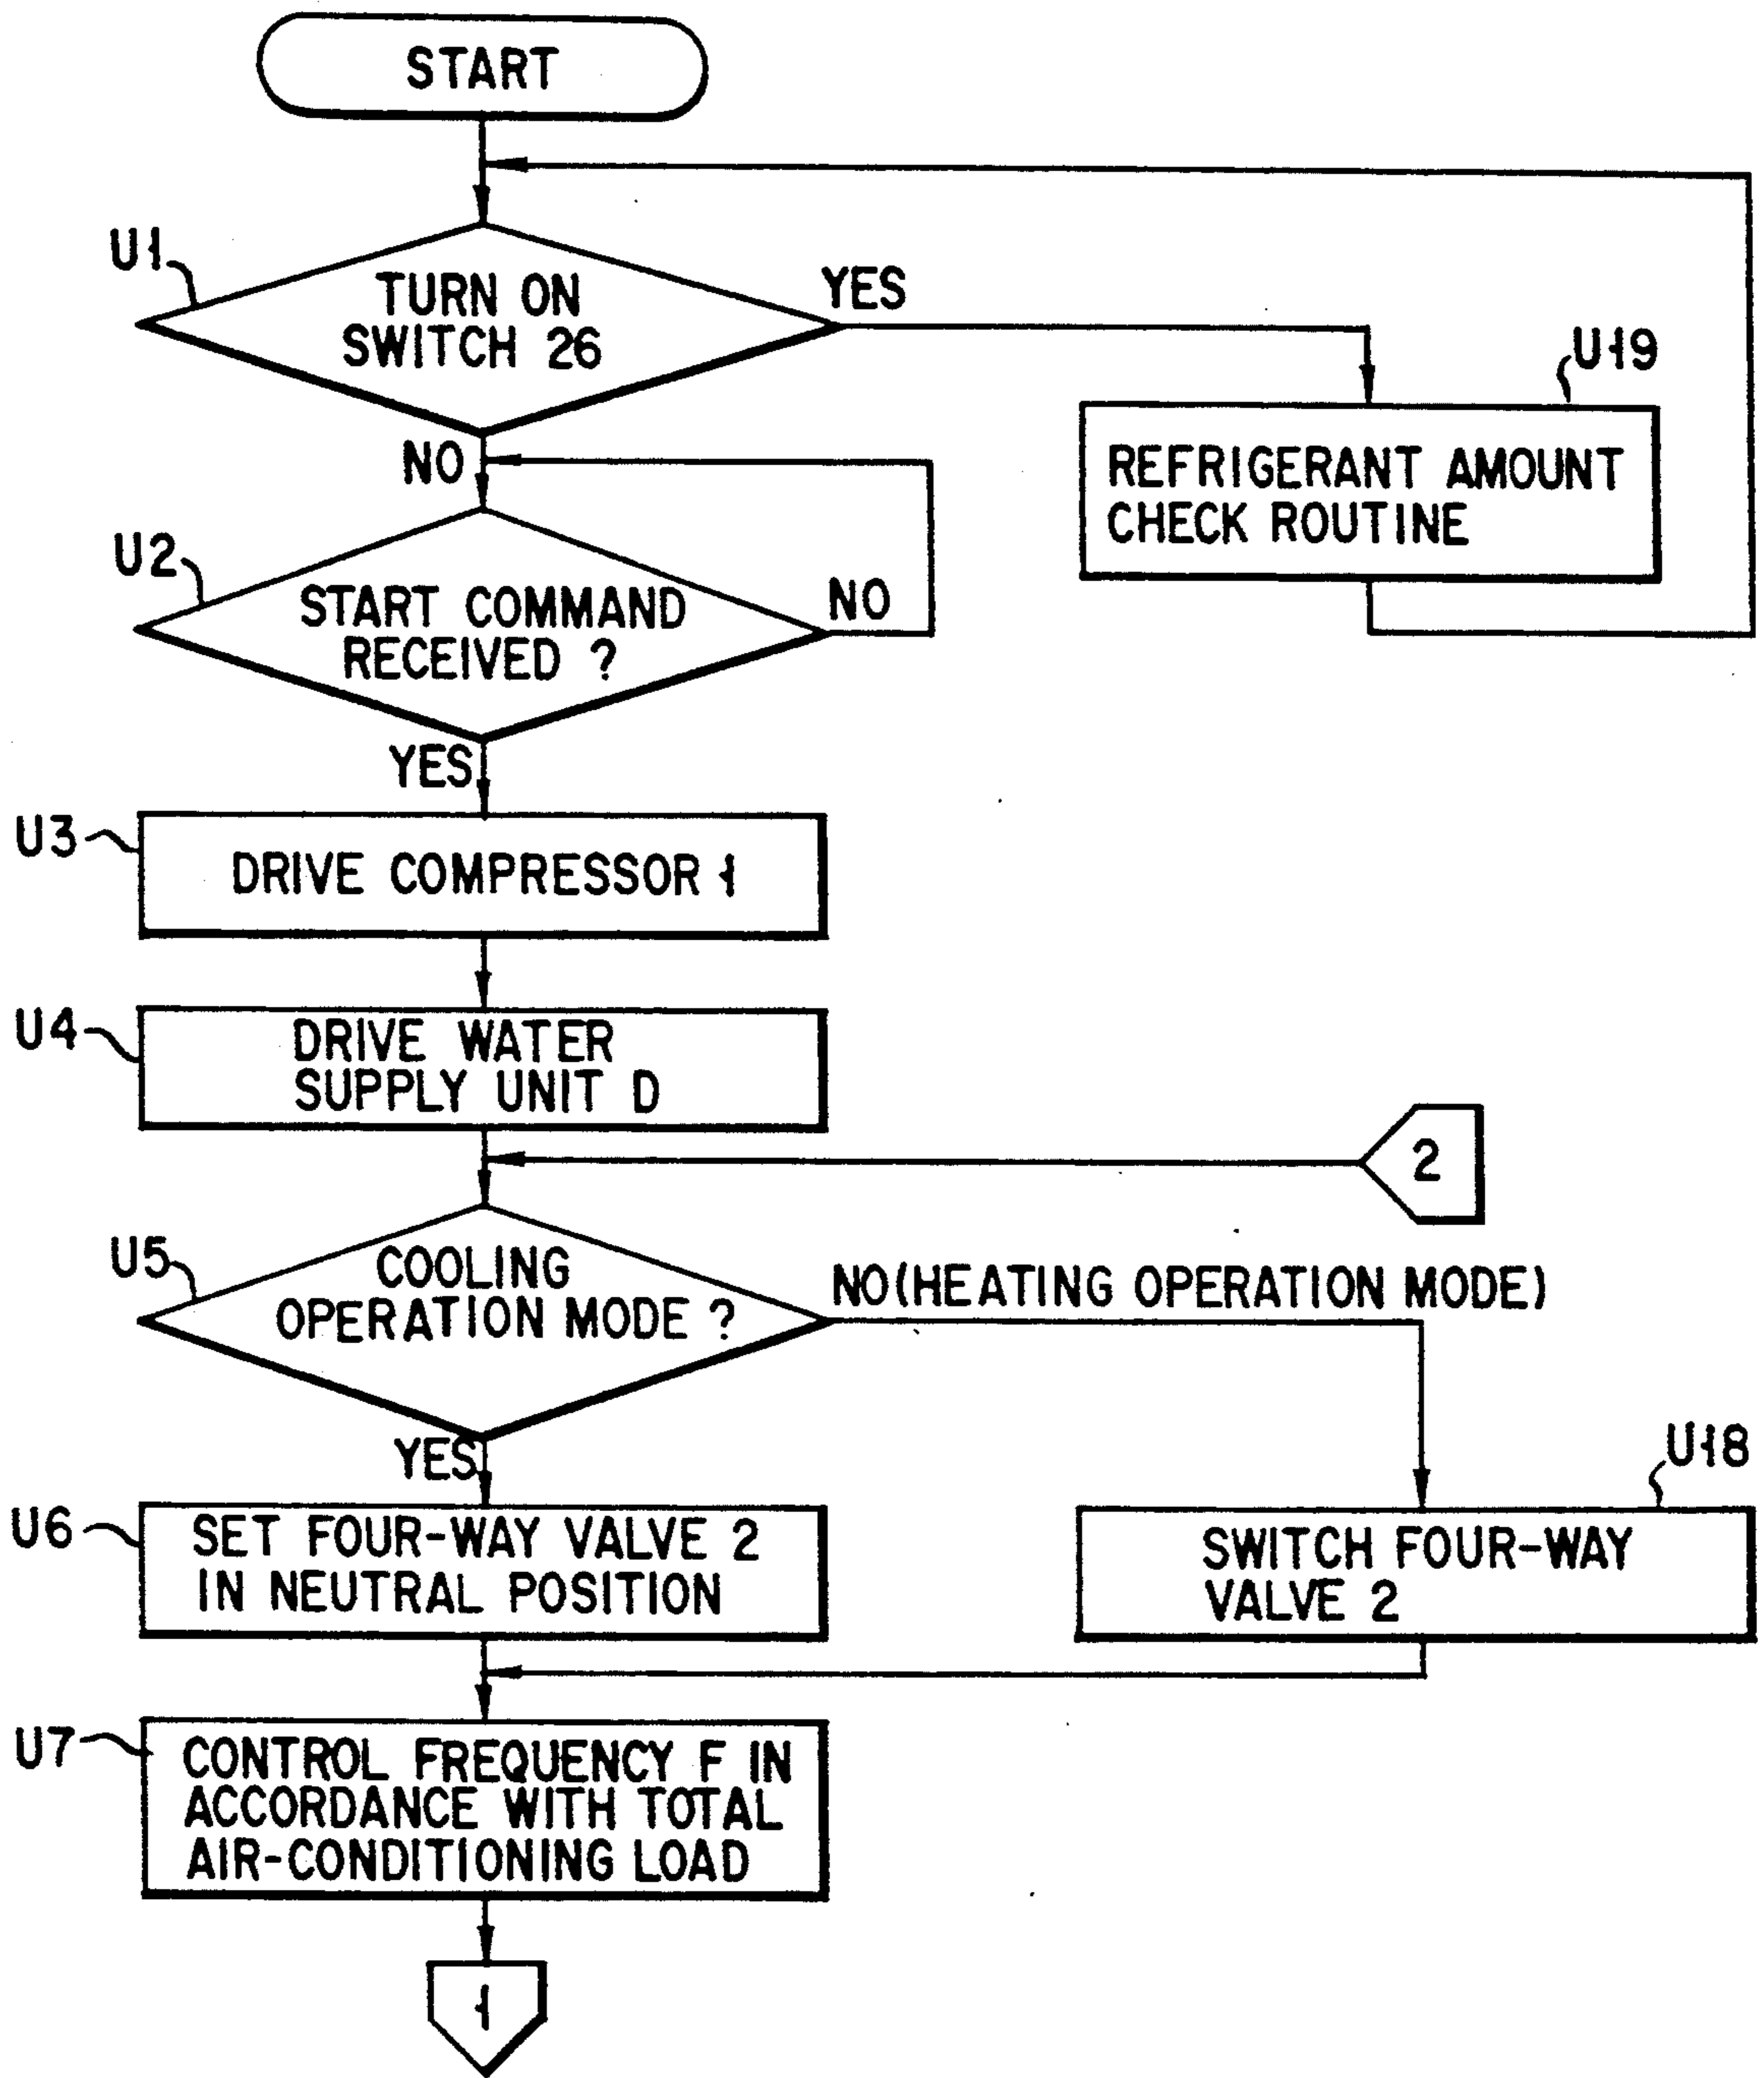 START
U1
TURN ON
SWITCH 26
YES
U19
REFRIGERANT AMOUNT
CHECK ROUTINE
NO
U2
START COMMAND
RECEIVED ?
NO
YES
U3
DRIVE COMPRESSOR 1
U4
DRIVE WATER
SUPPLY UNIT D
2
U5
COOLING
OPERATION MODE ?
NO(HEATING OPERATION MODE)
YES
U18
U6
SET FOUR-WAY VALVE 2
IN NEUTRAL POSITION
SWITCH FOUR-WAY
VALVE 2
U7
CONTROL FREQUENCY F IN
ACCORDANCE WITH TOTAL
AIR-CONDITIONING LOAD
1